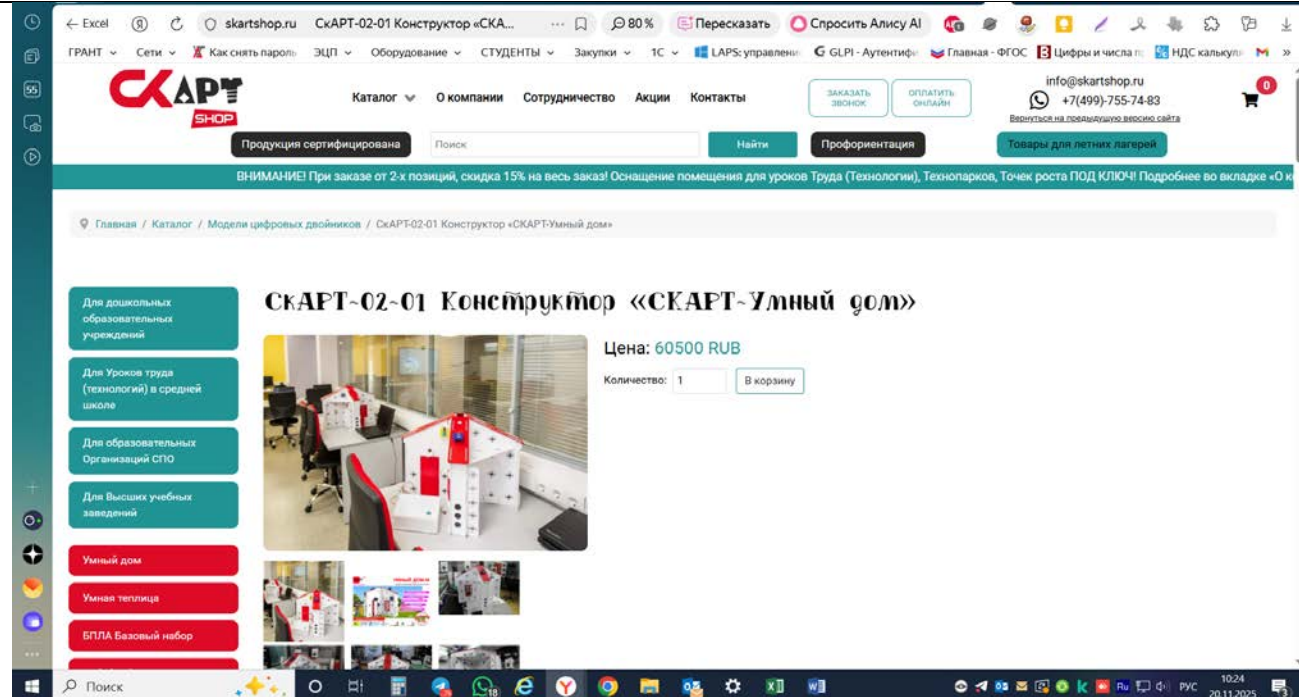 ← Excel skartshop.ru СкАРТ-02-01 Конструктор «СКА... 80 % Пересказать Спросить Алису AI
ГРАНТ Сети Как снять пароль ЭЦП Оборудование СТУДЕНТЫ Закупки 1С LAPS: управлени GLPI - Аутентифи Главная - ФГОС Цифры и числа п НДС калькул »
55
СКАРТ
SHOP
Каталог О компании Сотрудничество Акции Контакты
ЗАКАЗАТЬ ЗВОНОК
ОПЛАТИТЬ ОНЛАЙН
info@skartshop.ru
+7(499)-755-74-83
Вернуться на предыдущую версию сайта
0
Продукция сертифицирована Поиск Найти Профориентация Товары для летних лагерей
ВНИМАНИЕ! При заказе от 2-х позиций, скидка 15% на весь заказ! Оснащение помещения для уроков Труда (Технологии), Технопарков, Точек роста ПОД КЛЮЧ! Подробнее во вкладке «О к
Главная / Каталог / Модели цифровых двойников / СкАРТ-02-01 Конструктор «СКАРТ-Умный дом»
СкАРТ-02-01 Конструктор «СКАРТ-Умный дом»
Для дошкольных
образовательных
учреждений
Для Уроков труда
(технологий) в средней
школе
Для образовательных
Организаций СПО
Для Высших учебных
заведений
Умный дом
Умная теплица
БПЛА Базовый набор
Цена: 60500 RUB
Количество: 1 В корзину
Поиск
18
РУС
10:24
20.11.2025
3